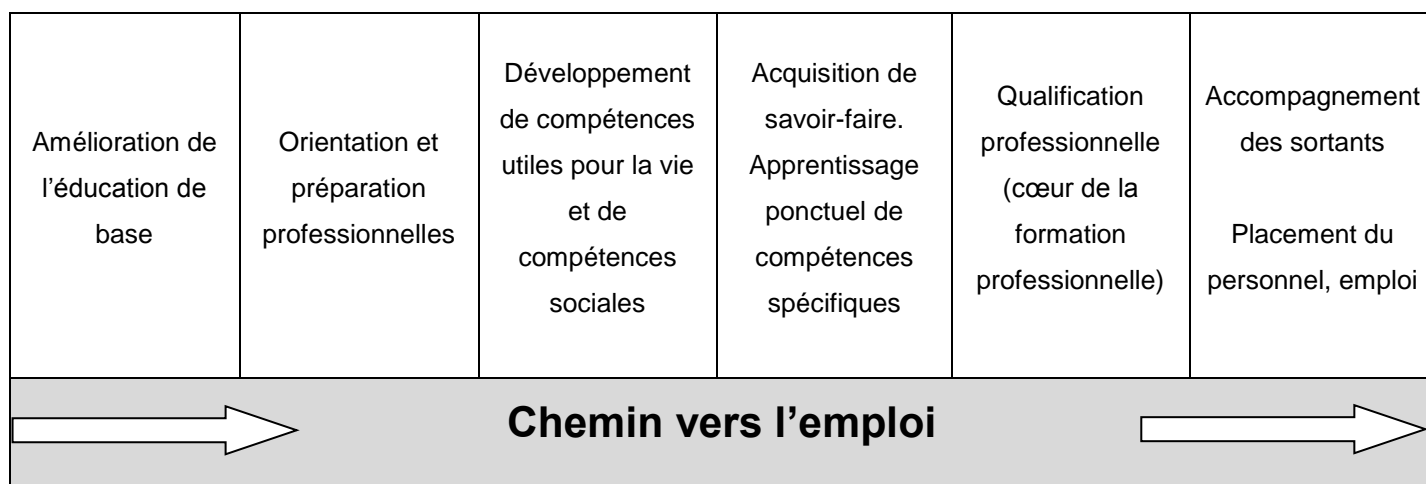 Amélioration de
l’éducation de
base
Orientation et
préparation
professionnelles
Développement
de compétences
utiles pour la vie
et de
compétences
sociales
Acquisition de
savoir-faire.
Apprentissage
ponctuel de
compétences
spécifiques
Qualification
professionnelle
(cœur de la
formation
professionnelle)
Accompagnement
des sortants
Placement du
personnel, emploi
Chemin vers l’emploi